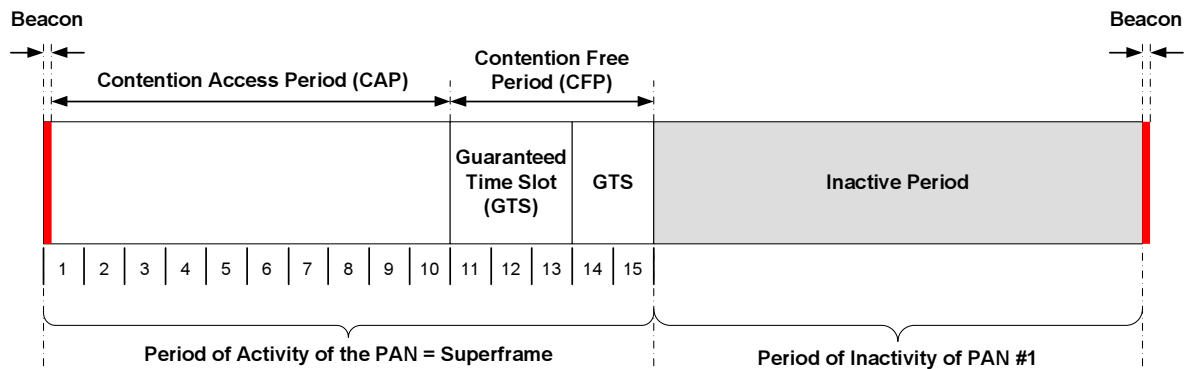 Beacon
Beacon
Contention Access Period (CAP)
Contention Free
Period (CFP)
Guaranteed
Time Slot
(GTS)
GTS
Inactive Period
1 2 3 4 5 6 7 8 9 10 11 12 13 14 15
Period of Activity of the PAN = Superframe
Period of Inactivity of PAN #1